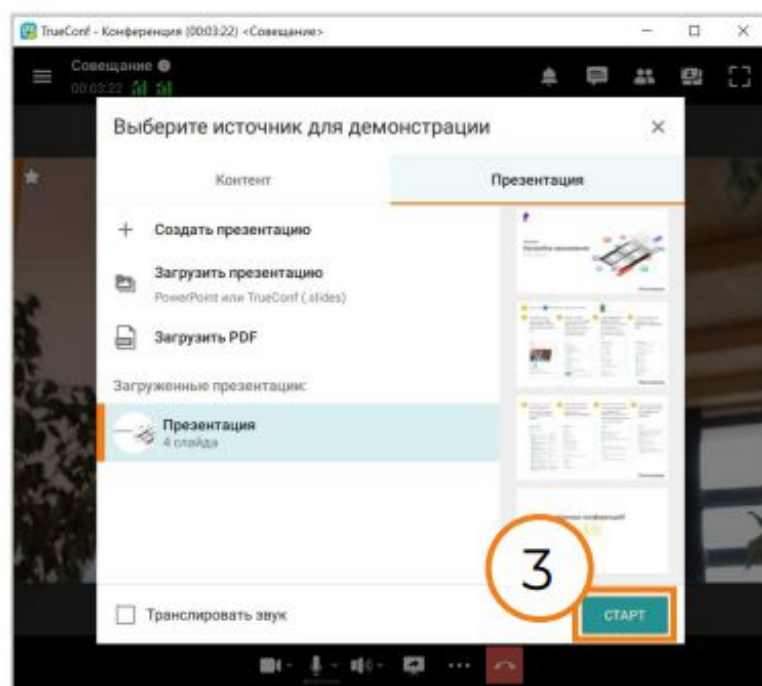 TrueConf - Конференция (00:03:22) <Совещание>
Совещание
00:03:22
Выберите источник для демонстрации
Контент
Презентация
Создать презентацию
Загрузить презентацию
PowerPoint или TrueConf (.slides)
Загрузить PDF
Загруженные презентации:
Презентация
4 слайда
3
Транслировать звук
СТАРТ